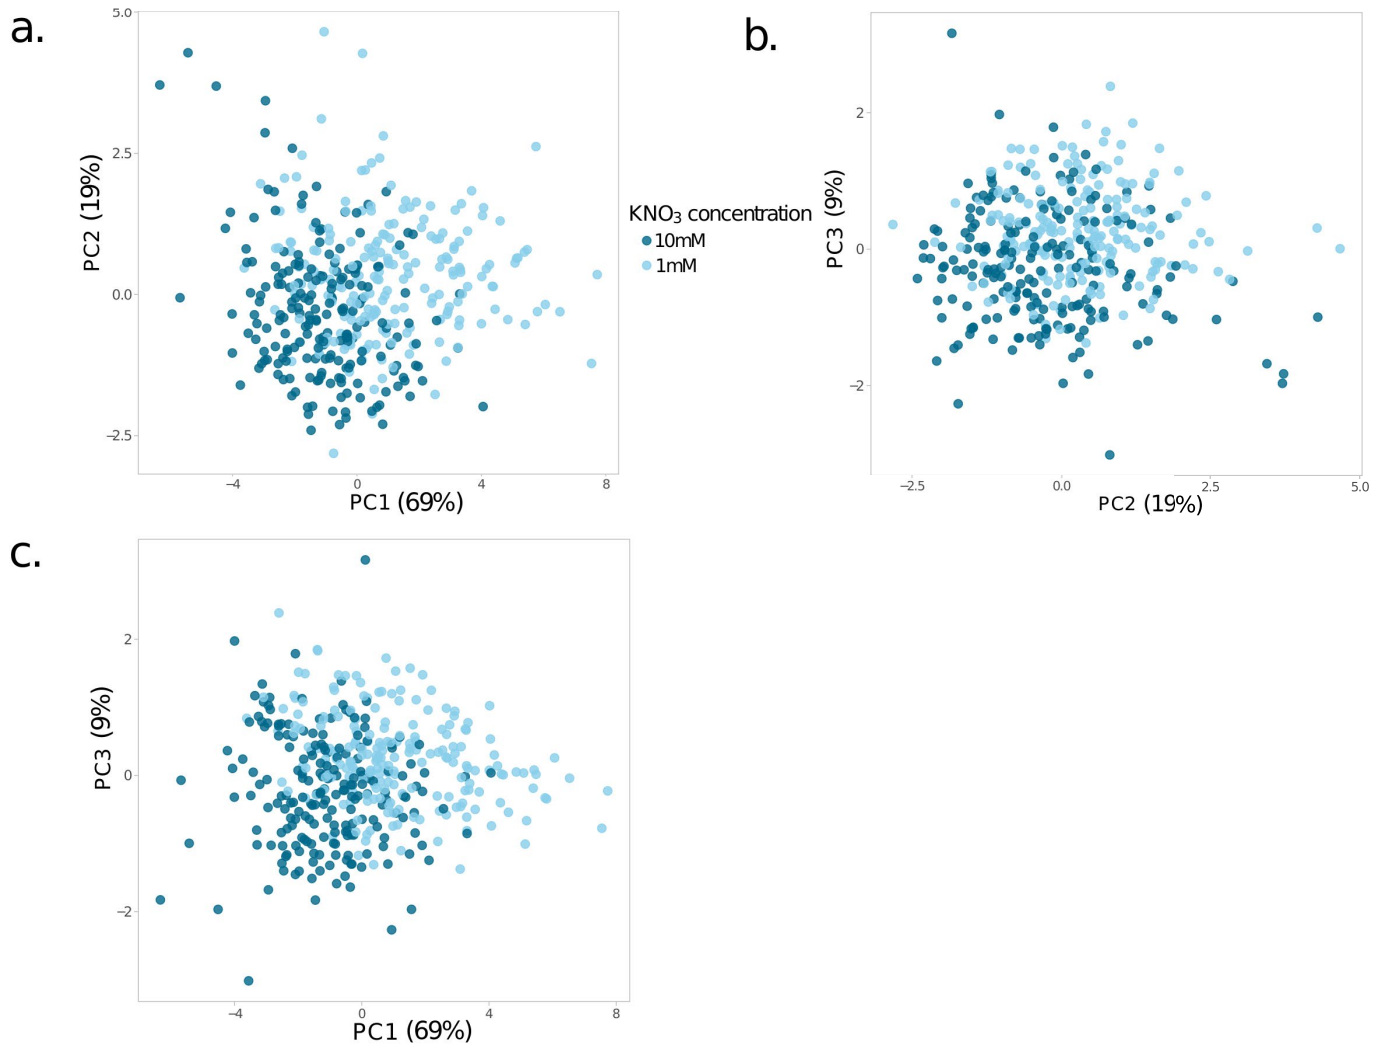 a.
5.0
2.5
0.0
−2.5
PC2 (19%)
−4 0 4 8
PC1 (69%)
KNO₃ concentration
10mM
1mM
b.
2
0
−2
PC3 (9%)
−2.5 0.0 2.5 5.0
PC2 (19%)
c.
2
0
−2
PC3 (9%)
−4 0 4 8
PC1 (69%)